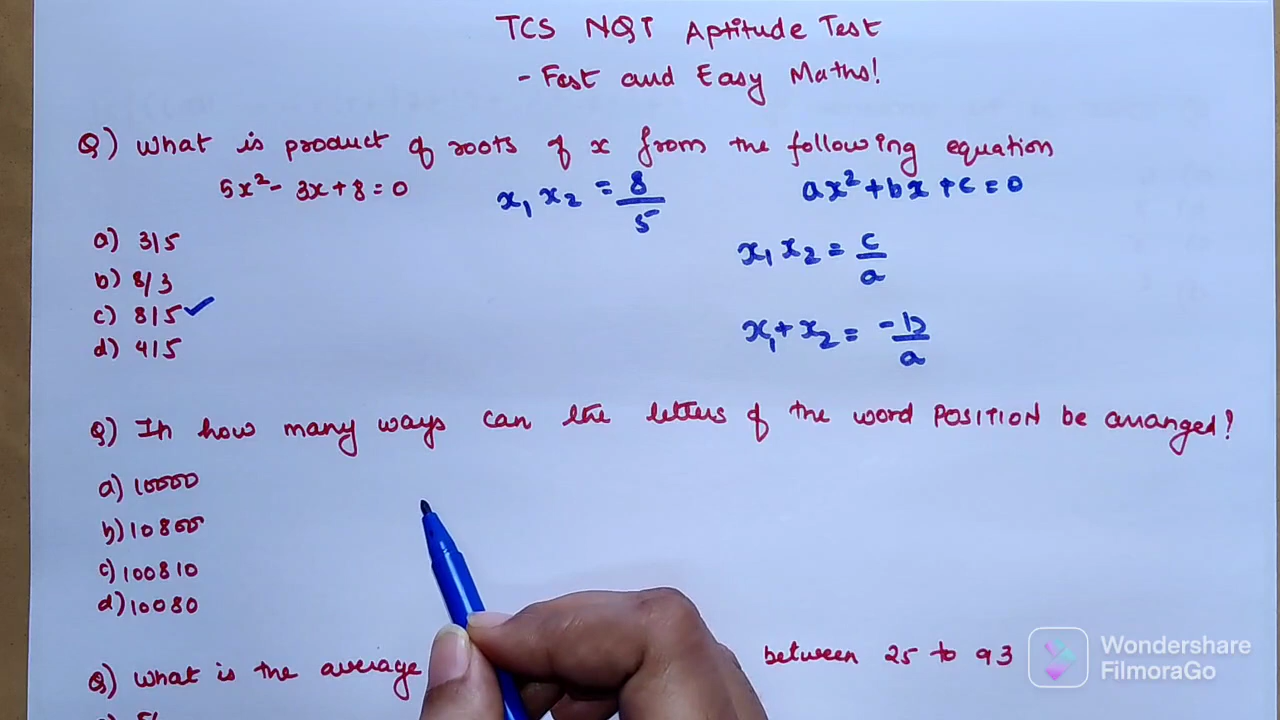 TCS NQT Aptitude Test
- Fast and Easy Maths!
Q) What is product of roots of x from the following equation
5x² - 3x + 8 = 0
x₁ x₂ = 8/5
ax² + bx + c = 0
a) 3/5
b) 8/3
c) 8/5 ✓
d) 4/5
x₁ x₂ = c/a
x₁ + x₂ = -b/a
Q) In how many ways can the letters of the word POSITION be arranged?
a) 10000
b) 10800
c) 100810
d) 10080
Q) What is the average
between 25 to 93
Wondershare
FilmoraGo